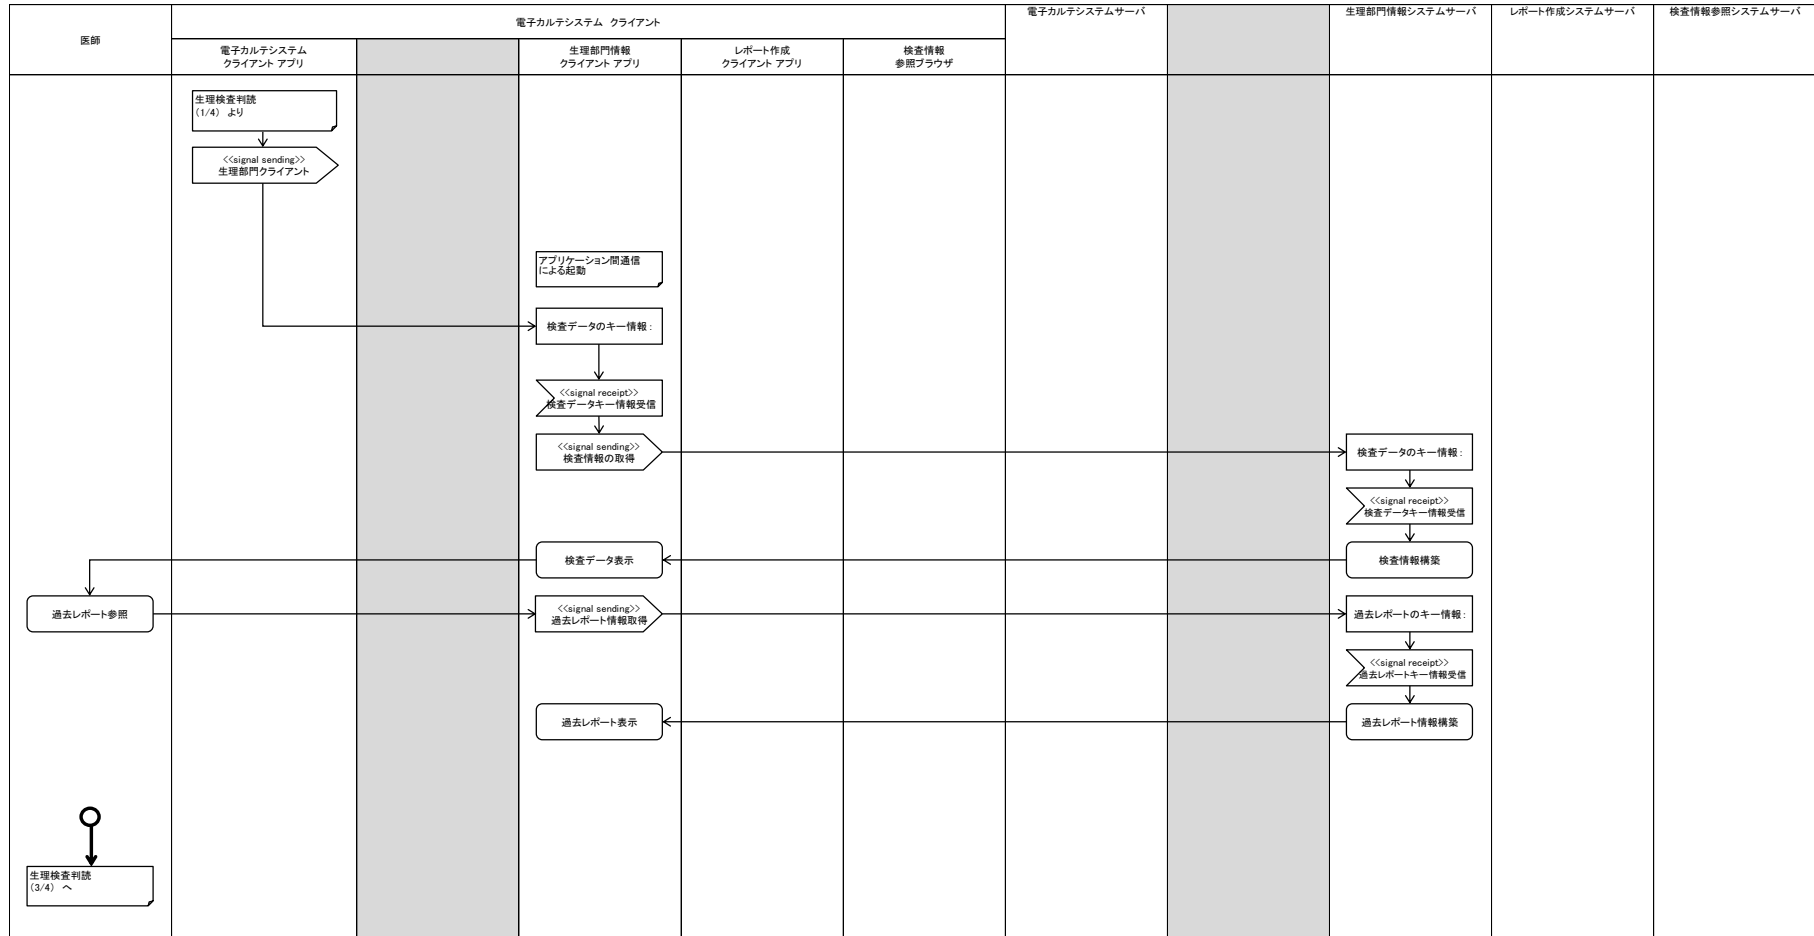 医師
電子カルテシステム クライアント
電子カルテシステムサーバ
生理部門情報システムサーバ
レポート作成システムサーバ
検査情報参照システムサーバ
電子カルテシステム
クライアント アプリ
生理部門情報
クライアント アプリ
レポート作成
クライアント アプリ
検査情報
参照ブラウザ
生理検査判読
(1/4) より
<<signal sending>>
生理部門クライアント
アプリケーション間通信
による起動
検査データのキー情報：
<<signal receipt>>
検査データキー情報受信
<<signal sending>>
検査情報の取得
検査データのキー情報：
<<signal receipt>>
検査データキー情報受信
検査データ表示
検査情報構築
過去レポート参照
<<signal sending>>
過去レポート情報取得
過去レポートのキー情報：
<<signal receipt>>
過去レポートキー情報受信
過去レポート表示
過去レポート情報構築
生理検査判読
(3/4) へ